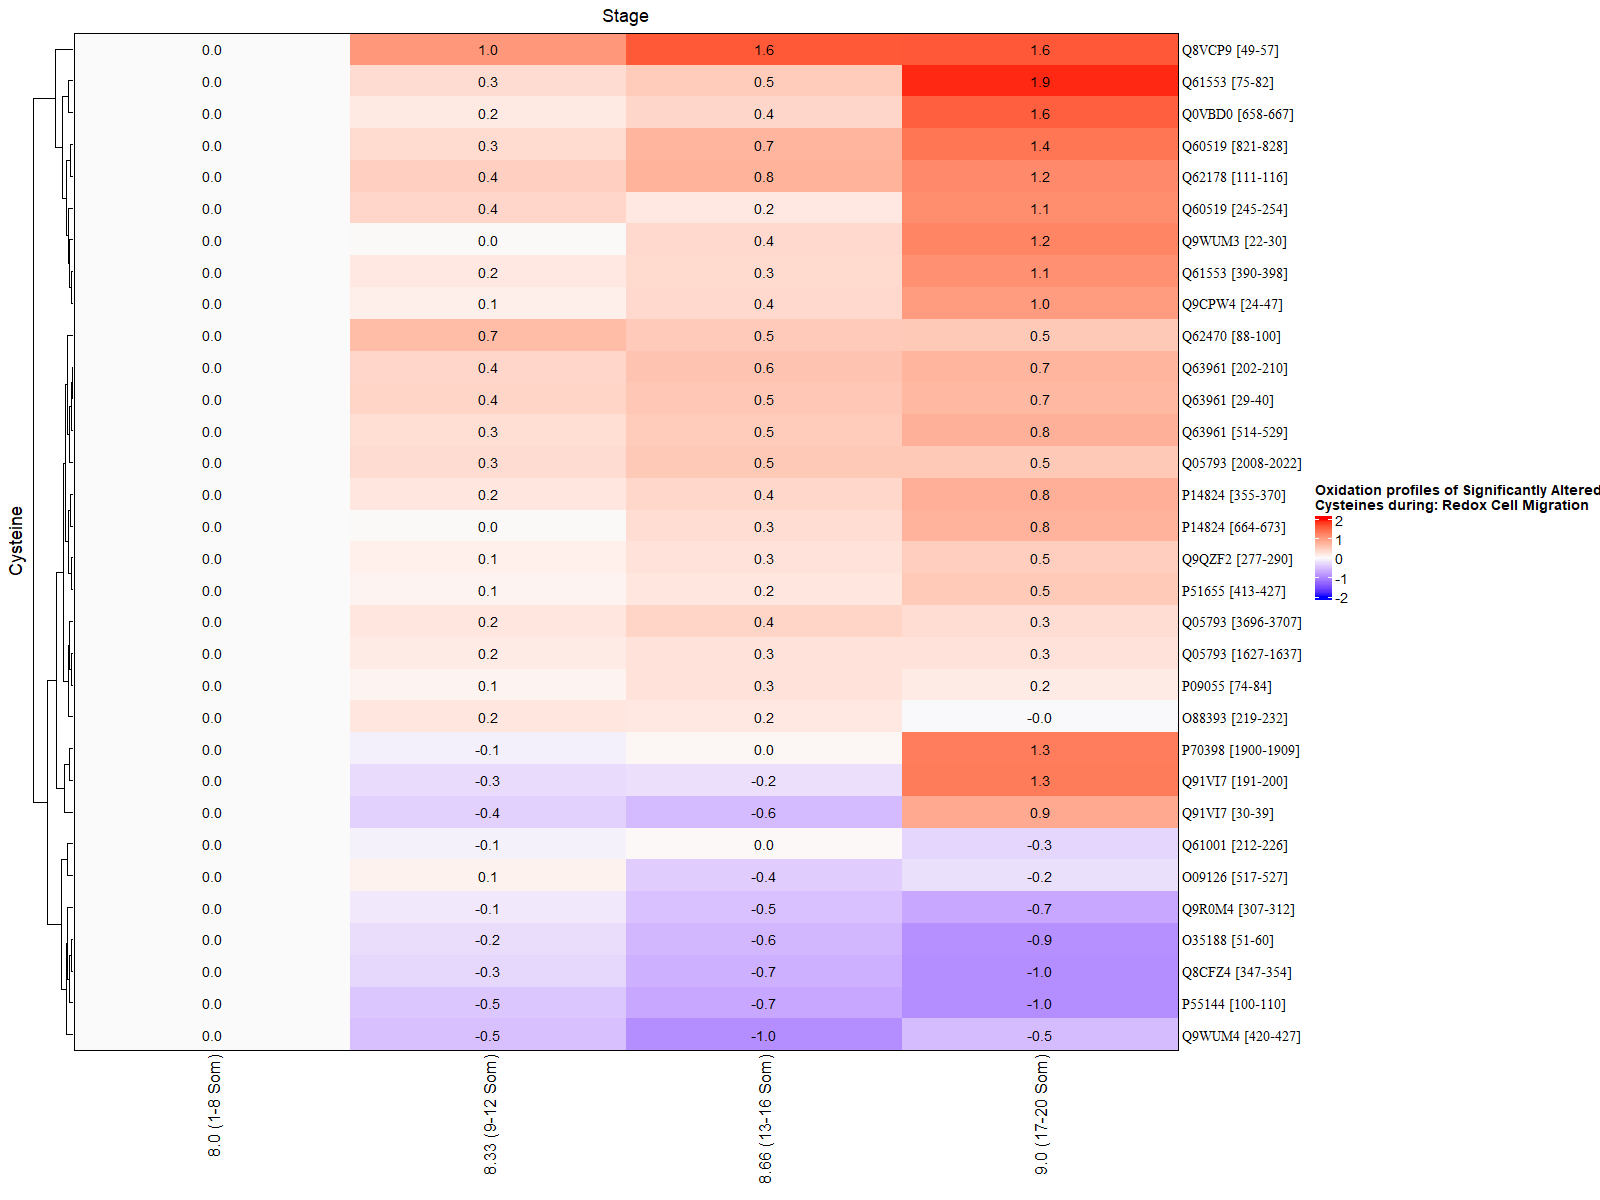 Stage
0.0 1.0 1.6 1.6 Q8VCP9 [49-57]
0.0 0.3 0.5 1.9 Q61553 [75-82]
0.0 0.2 0.4 1.6 Q0VBD0 [658-667]
0.0 0.3 0.7 1.4 Q60519 [821-828]
0.0 0.4 0.8 1.2 Q62178 [111-116]
0.0 0.4 0.2 1.1 Q60519 [245-254]
0.0 0.0 0.4 1.2 Q9WUM3 [22-30]
0.0 0.2 0.3 1.1 Q61553 [390-398]
0.0 0.1 0.4 1.0 Q9CPW4 [24-47]
0.0 0.7 0.5 0.5 Q62470 [88-100]
0.0 0.4 0.6 0.7 Q63961 [202-210]
0.0 0.4 0.5 0.7 Q63961 [29-40]
0.0 0.3 0.5 0.8 Q63961 [514-529]
0.0 0.3 0.5 0.5 Q05793 [2008-2022]
0.0 0.2 0.4 0.8 P14824 [355-370]
0.0 0.0 0.3 0.8 P14824 [664-673]
0.0 0.1 0.3 0.5 Q9QZF2 [277-290]
0.0 0.1 0.2 0.5 P51655 [413-427]
0.0 0.2 0.4 0.3 Q05793 [3696-3707]
0.0 0.2 0.3 0.3 Q05793 [1627-1637]
0.0 0.1 0.3 0.2 P09055 [74-84]
0.0 0.2 0.2 -0.0 O88393 [219-232]
0.0 -0.1 0.0 1.3 P70398 [1900-1909]
0.0 -0.3 -0.2 1.3 Q91VI7 [191-200]
0.0 -0.4 -0.6 0.9 Q91VI7 [30-39]
0.0 -0.1 0.0 -0.3 Q61001 [212-226]
0.0 0.1 -0.4 -0.2 O09126 [517-527]
0.0 -0.1 -0.5 -0.7 Q9R0M4 [307-312]
0.0 -0.2 -0.6 -0.9 O35188 [51-60]
0.0 -0.3 -0.7 -1.0 Q8CFZ4 [347-354]
0.0 -0.5 -0.7 -1.0 P55144 [100-110]
0.0 -0.5 -1.0 -0.5 Q9WUM4 [420-427]
Cysteine
8.0 (1-8 Som)
8.33 (9-12 Som)
8.66 (13-16 Som)
9.0 (17-20 Som)
Oxidation profiles of Significantly Altered
Cysteines during: Redox Cell Migration
2
1
0
-1
-2